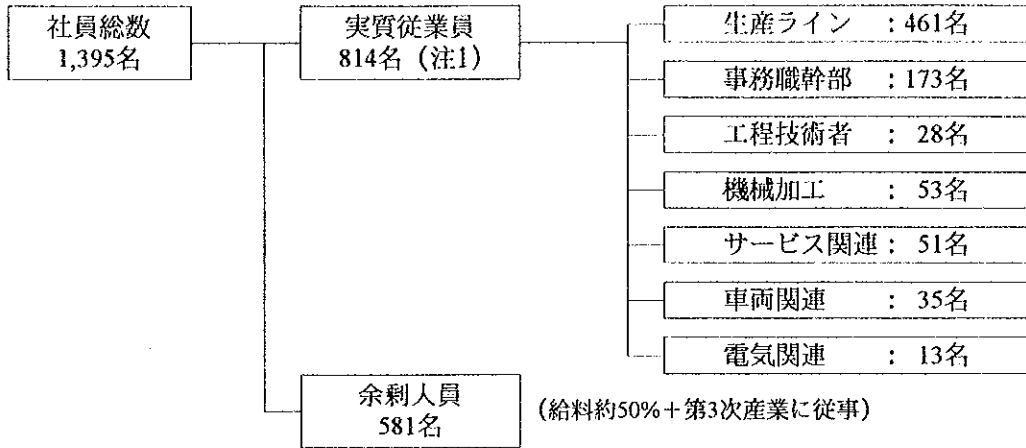 社員総数
1,395名
実質従業員
814名（注1）
生産ライン ：461名
事務職幹部 ：173名
工程技術者 ： 28名
機械加工 ： 53名
サービス関連： 51名
車両関連 ： 35名
電気関連 ： 13名
余剰人員
581名
（給料約50%＋第3次産業に従事）